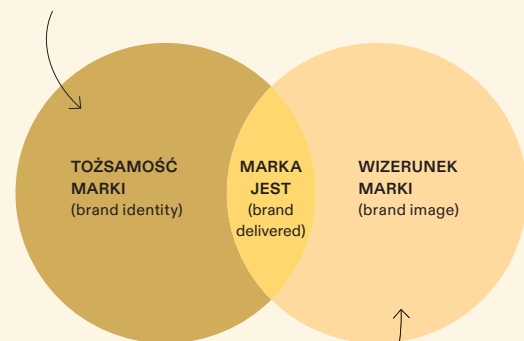 TOŻSAMOŚĆ
MARKI
(brand identity)
MARKA
JEST
(brand
delivered)
WIZERUNEK
MARKI
(brand image)